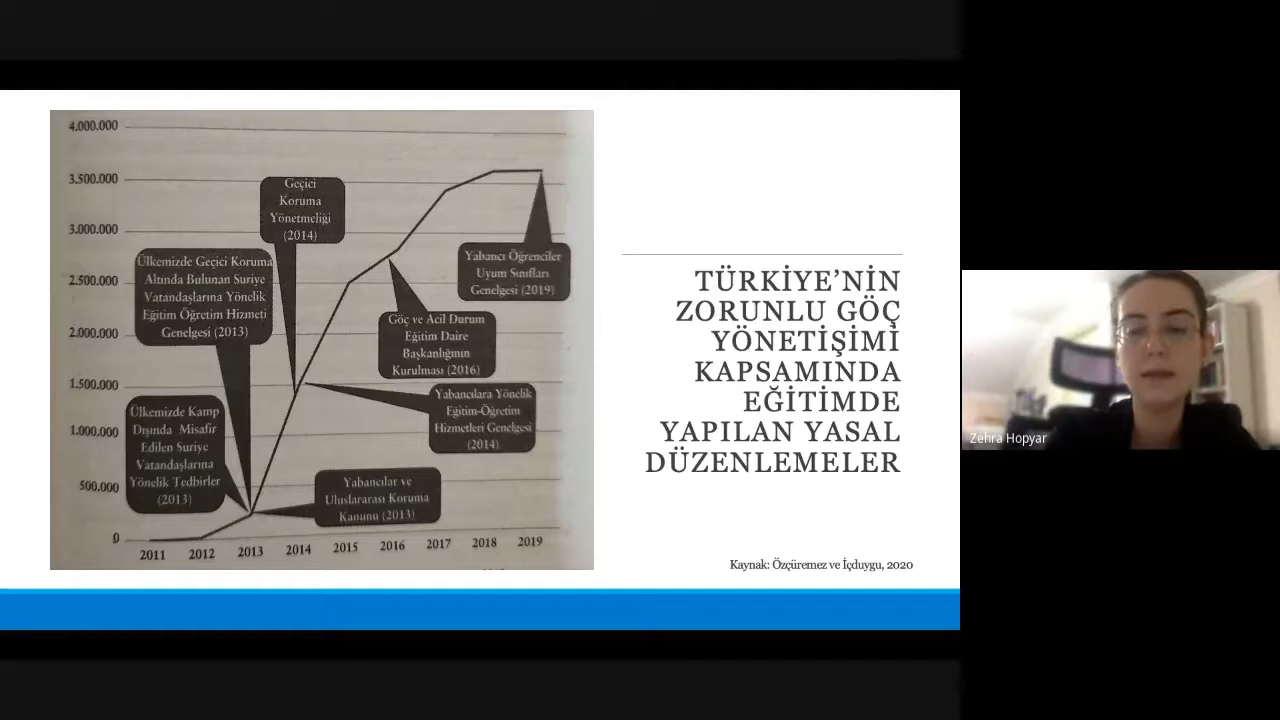 4.000.000
3.500.000
3.000.000
2.500.000
2.000.000
1.500.000
1.000.000
500.000
0
2011
2012
2013
2014
2015
2016
2017
2018
2019
Geçici
Koruma
Yönetmeliği
(2014)
Ülkemizde Geçici Koruma
Altında Bulunan Suriye
Vatandaşlarına Yönelik
Eğitim Öğretim Hizmeti
Genelgesi (2013)
Ülkemizde Kamp
Dışında Misafir
Edilen Suriye
Vatandaşlarına
Yönelik Tedbirler
(2013)
Yabancı Öğrenciler
Uyum Sınıfları
Genelgesi (2019)
Göç ve Acil Durum
Eğitim Daire
Başkanlığının
Kurulması (2016)
Yabancılara Yönelik
Eğitim-Öğretim
Hizmetleri Genelgesi
(2014)
Yabancılar ve
Uluslararası Koruma
Kanunu (2013)
TÜRKİYE’NİN
ZORUNLU GÖÇ
YÖNETİŞİMİ
KAPSAMINDA
EĞİTİMDE
YAPILAN YASAL
DÜZENLEMELER
Kaynak: Özçüremez ve İçduygu, 2020
Zehra Hopyar